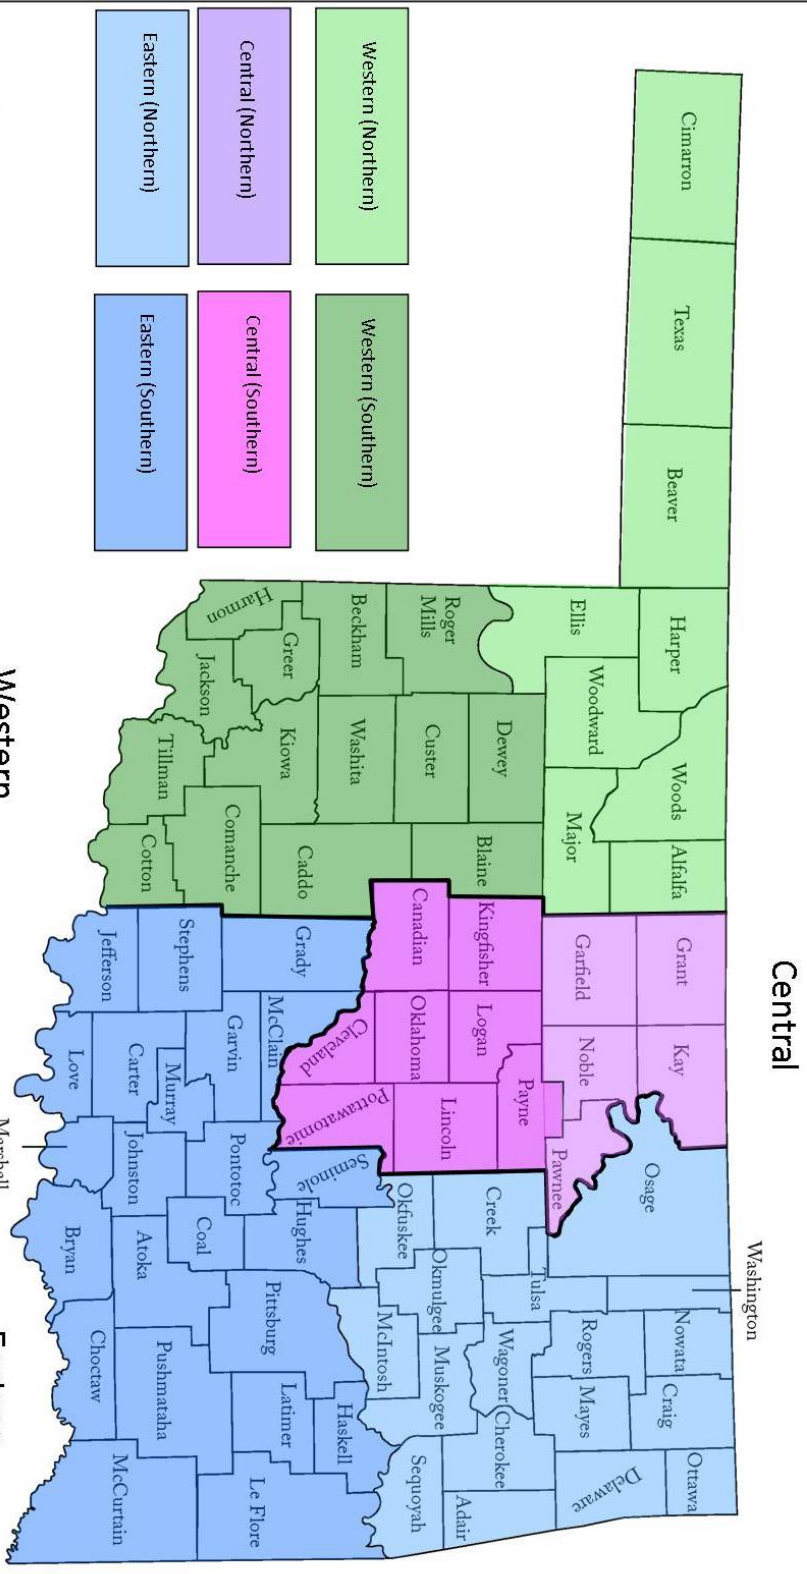 Central
Western (Northern)
Western (Southern)
Central (Northern)
Central (Southern)
Eastern (Northern)
Eastern (Southern)
Cimarron
Texas
Beaver
Harper
Woods
Alfalfa
Grant
Kay
Osage
Washington
Nowata
Craig
Ottawa
Ellis
Woodward
Major
Garfield
Noble
Pawnee
Rogers
Mayes
Delaware
Roger
Mills
Dewey
Blaine
Kingfisher
Logan
Payne
Creek
Tulsa
Wagoner
Cherokee
Adair
Beckham
Custer
Washita
Canadian
Oklahoma
Lincoln
Okfuskee
Okmulgee
Muskogee
McIntosh
Sequoyah
Harmon
Greer
Kiowa
Caddo
Grady
McClain
Cleveland
Pottawatomie
Seminole
Hughes
Pittsburg
Haskell
Latimer
Le Flore
Jackson
Tillman
Comanche
Cotton
Stephens
Garvin
Murray
Pontotoc
Coal
Atoka
Pushmataha
McCurtain
Jefferson
Carter
Love
Johnston
Marshall
Bryan
Choctaw
Western